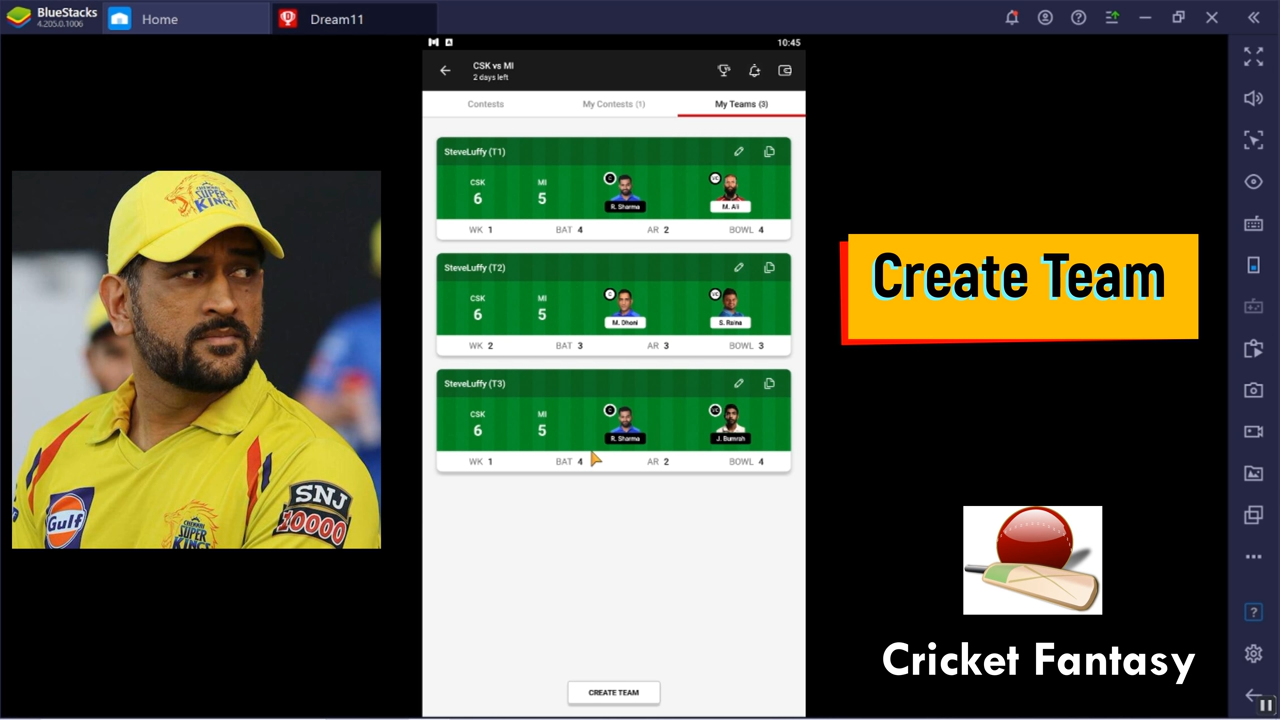 BlueStacks
4.205.0.1006
Home
Dream11
10:45
CSK vs MI
2 days left
Contests
My Contests (1)
My Teams (3)
SteveLuffy (T1)
CSK
6
MI
5
C
R. Sharma
VC
M. Ali
WK 1
BAT 4
AR 2
BOWL 4
SteveLuffy (T2)
CSK
6
MI
5
C
M. Dhoni
VC
S. Raina
WK 2
BAT 3
AR 3
BOWL 3
SteveLuffy (T3)
CSK
6
MI
5
C
R. Sharma
VC
J. Bumrah
WK 1
BAT 4
AR 2
BOWL 4
CREATE TEAM
CHENNAI
SUPER
KINGS
Gulf
SNJ
10000
CHENNAI
SUPER
KINGS
Create Team
Cricket Fantasy